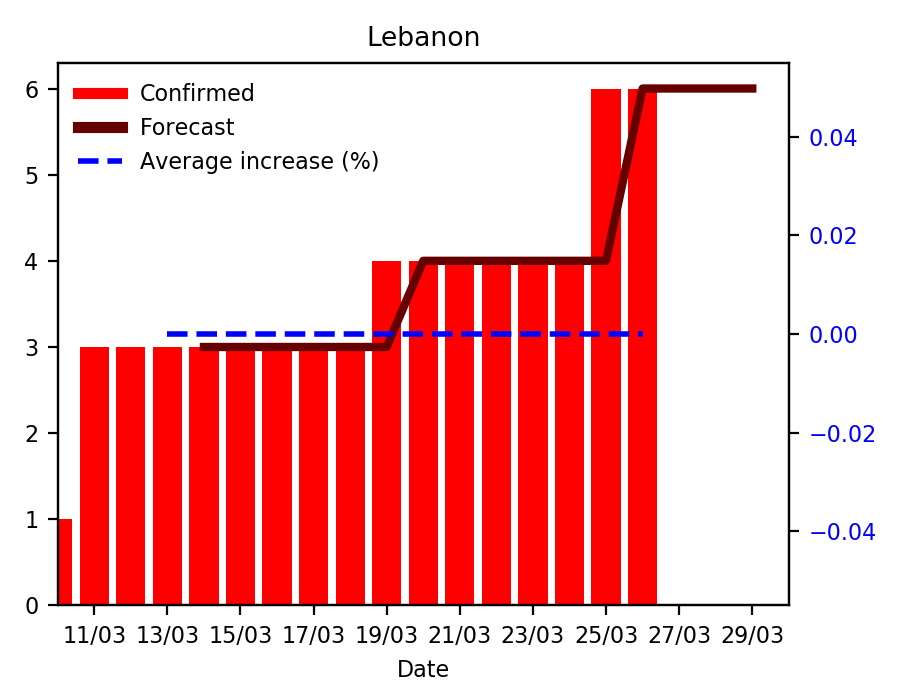 Lebanon
Confirmed
Forecast
Average increase (%)
6
5
4
3
2
1
0
0.04
0.02
0.00
−0.02
−0.04
11/03 13/03 15/03 17/03 19/03 21/03 23/03 25/03 27/03 29/03
Date